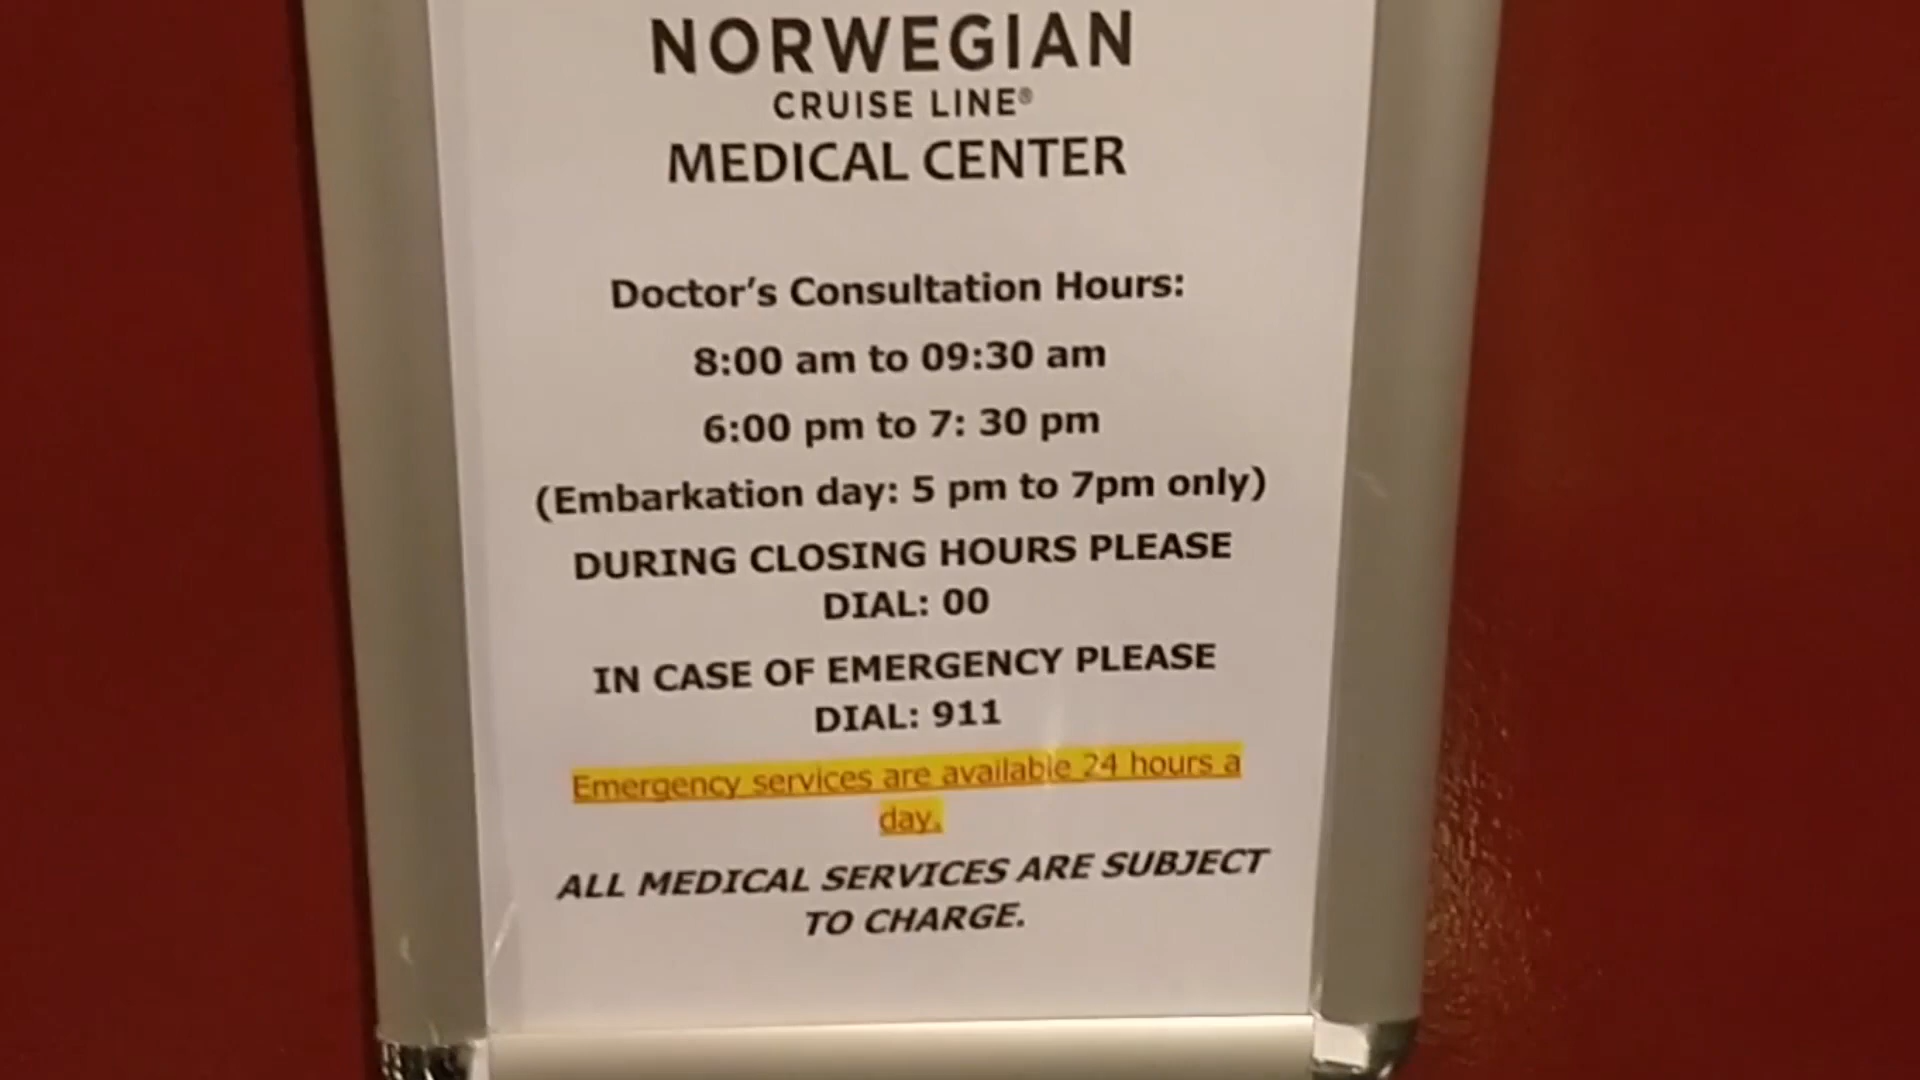 NORWEGIAN
CRUISE LINE®
MEDICAL CENTER
Doctor's Consultation Hours:
8:00 am to 09:30 am
6:00 pm to 7: 30 pm
(Embarkation day: 5 pm to 7pm only)
DURING CLOSING HOURS PLEASE
DIAL: 00
IN CASE OF EMERGENCY PLEASE
DIAL: 911
Emergency services are available 24 hours a
day.
ALL MEDICAL SERVICES ARE SUBJECT
TO CHARGE.